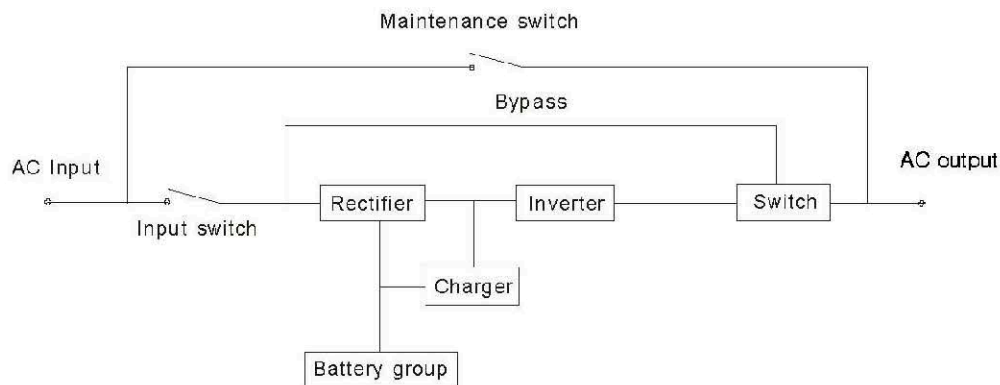 Maintenance switch
Bypass
AC Input
AC output
Input switch
Rectifier
Inverter
Switch
Charger
Battery group